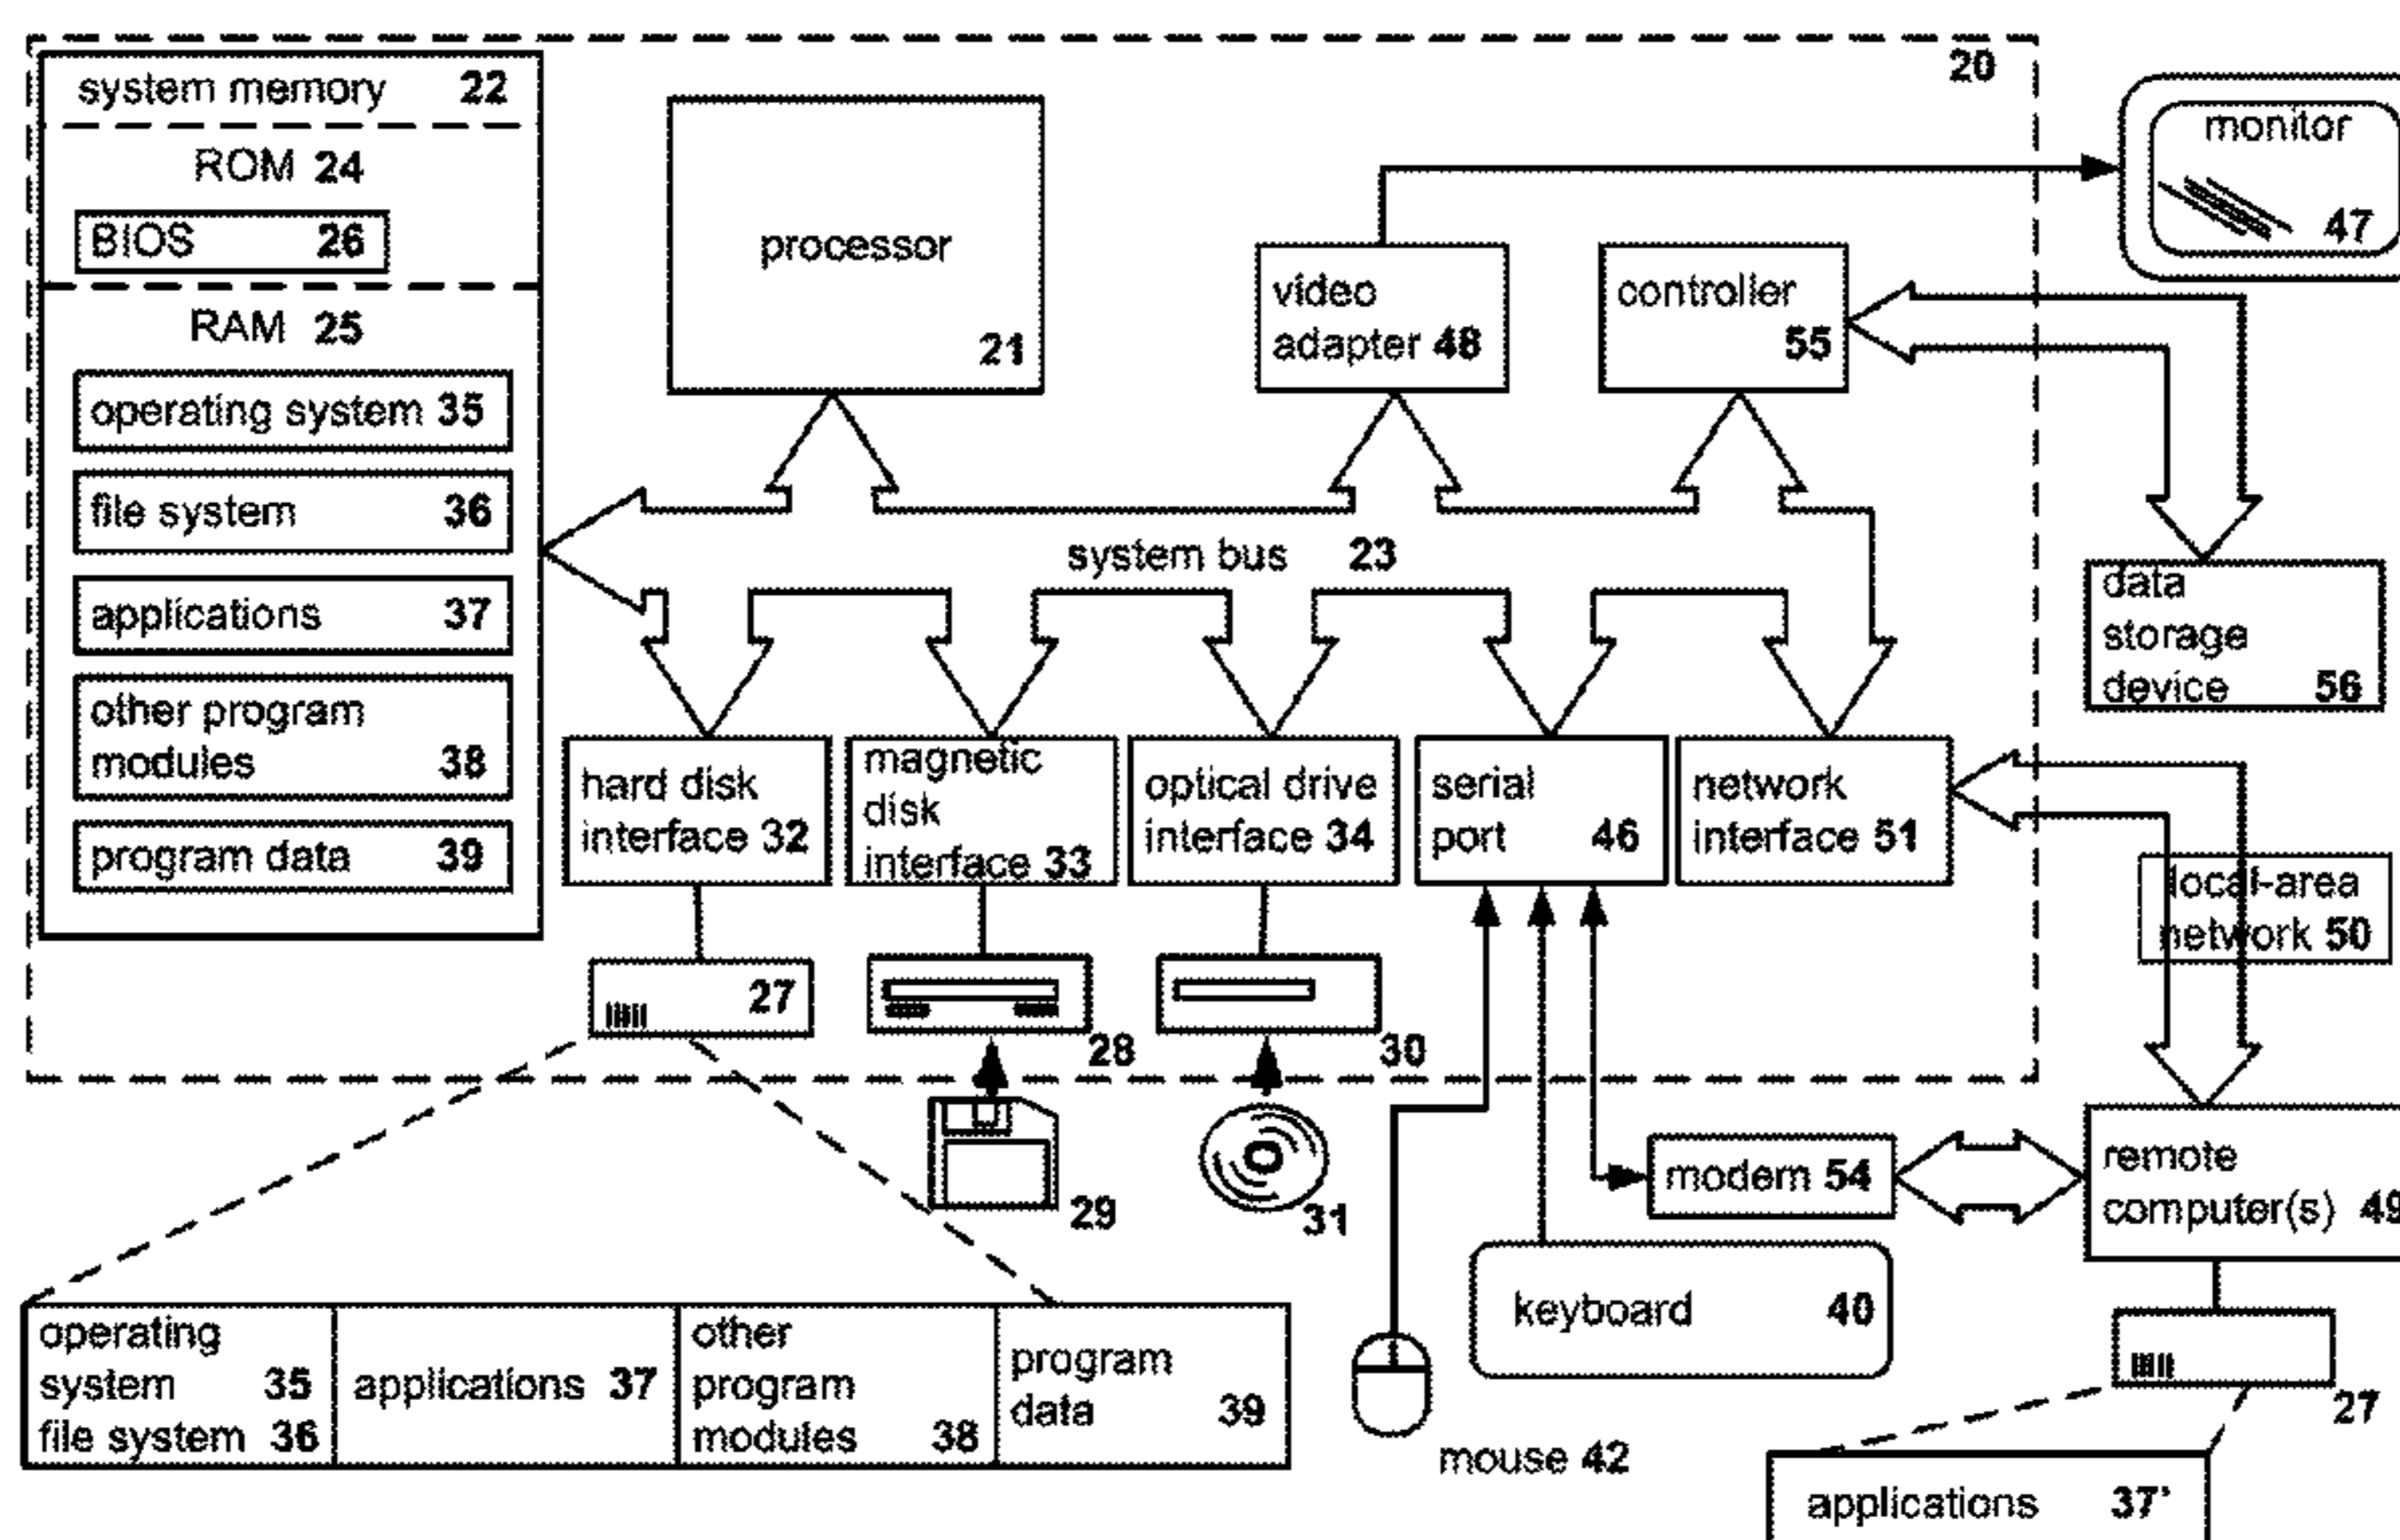 20
system memory 22
ROM 24
BIOS 26
RAM 25
operating system 35
file system 36
applications 37
other program
modules 38
program data 39
processor
21
video
adapter 48
controller
55
monitor
47
system bus 23
data
storage
device 56
hard disk
interface 32
magnetic
disk
interface 33
optical drive
interface 34
serial
port 46
network
interface 51
local-area
network 50
27
28
30
29
31
modem 54
remote
computer(s) 49
keyboard 40
mouse 42
27
operating
system 35
file system 36
applications 37
other
program
modules 38
program
data 39
applications 37'